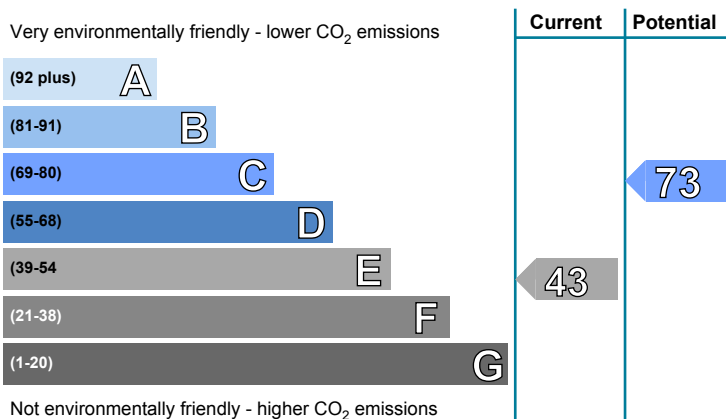 Current Potential
Very environmentally friendly - lower CO2 emissions
(92 plus) A
(81-91) B
(69-80) C
73
(55-68) D
(39-54 E
43
(21-38) F
(1-20) G
Not environmentally friendly - higher CO2 emissions